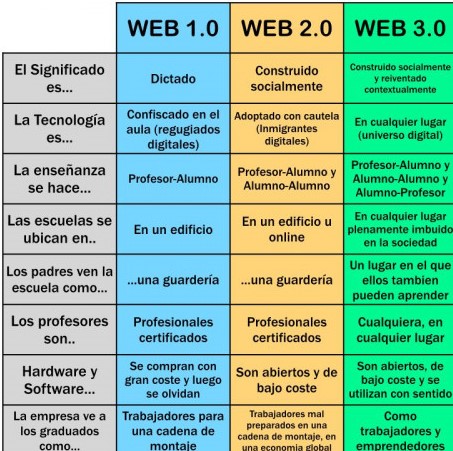 WEB 1.0 WEB 2.0 WEB 3.0
El Significado
es...
Dictado
Construido
socialmente
Construido socialmente
y reiventado
contextualmente
La Tecnología
es...
Confiscado en el
aula (regugiados
digitales)
Adoptado con cautela
(Inmigrantes
digitales)
En cualquier lugar
(universo digital)
La enseñanza
se hace...
Profesor-Alumno
Profesor-Alumno y
Alumno-Alumno
Profesor-Alumno y
Alumno-Alumno y
Alumno-Profesor
Las escuelas se
ubican en..
En un edificio
En un edificio u
online
En cualquier lugar
plenamente imbuido
en la sociedad
Los padres ven la
escuela como...
...una guardería
...una guardería
Un lugar en el que
ellos tambien
pueden aprender
Los profesores
son..
Profesionales
certificados
Profesionales
certificados
Cualquiera, en
cualquier lugar
Hardware y
Software...
Se compran con
gran coste y luego
se olvidan
Son abiertos y de
bajo coste
Son abiertos, de
bajo coste y se
utilizan con sentido
La empresa ve a
los graduados
como...
Trabajadores para
una cadena de
montaje
Trabajadores mal
preparados en una
cadena de montaje, en
una economia global
Como
trabajadores y
emprendedores